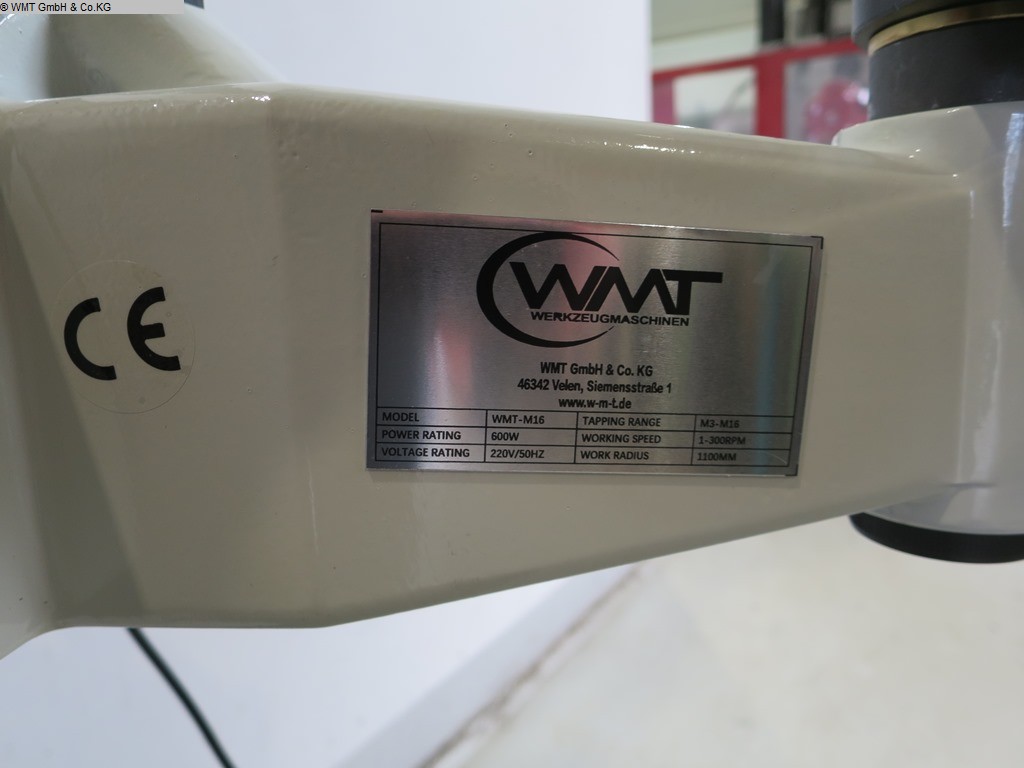 © WMT GmbH & Co.KG
CE
WMT
WERKZEUGMASCHINEN
WMT GmbH & Co. KG
46342 Velen, Siemensstraße 1
www.w-m-t.de
MODEL WMT-M16 TAPPING RANGE M3-M16
POWER RATING 600W WORKING SPEED 1-300RPM
VOLTAGE RATING 220V/50HZ WORK RADIUS 1100MM